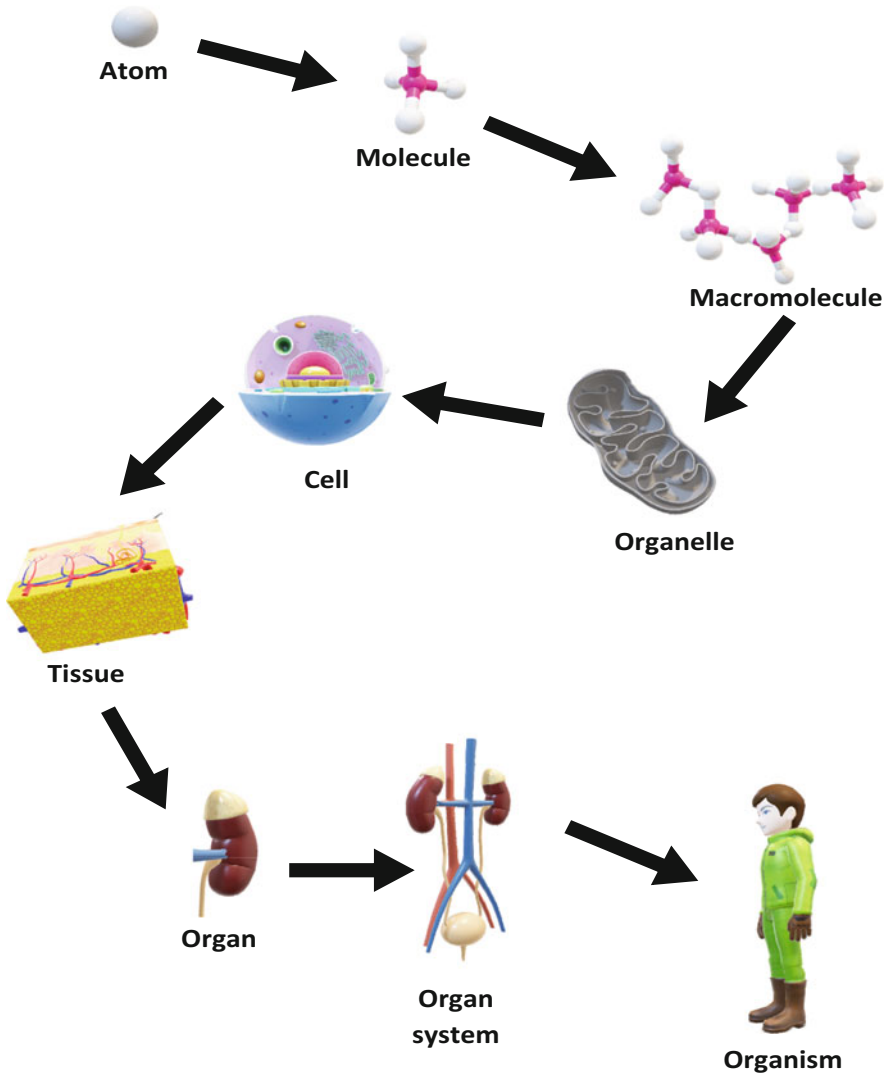 Atom
Molecule
Macromolecule
Organelle
Cell
Tissue
Organ
Organ
system
Organism